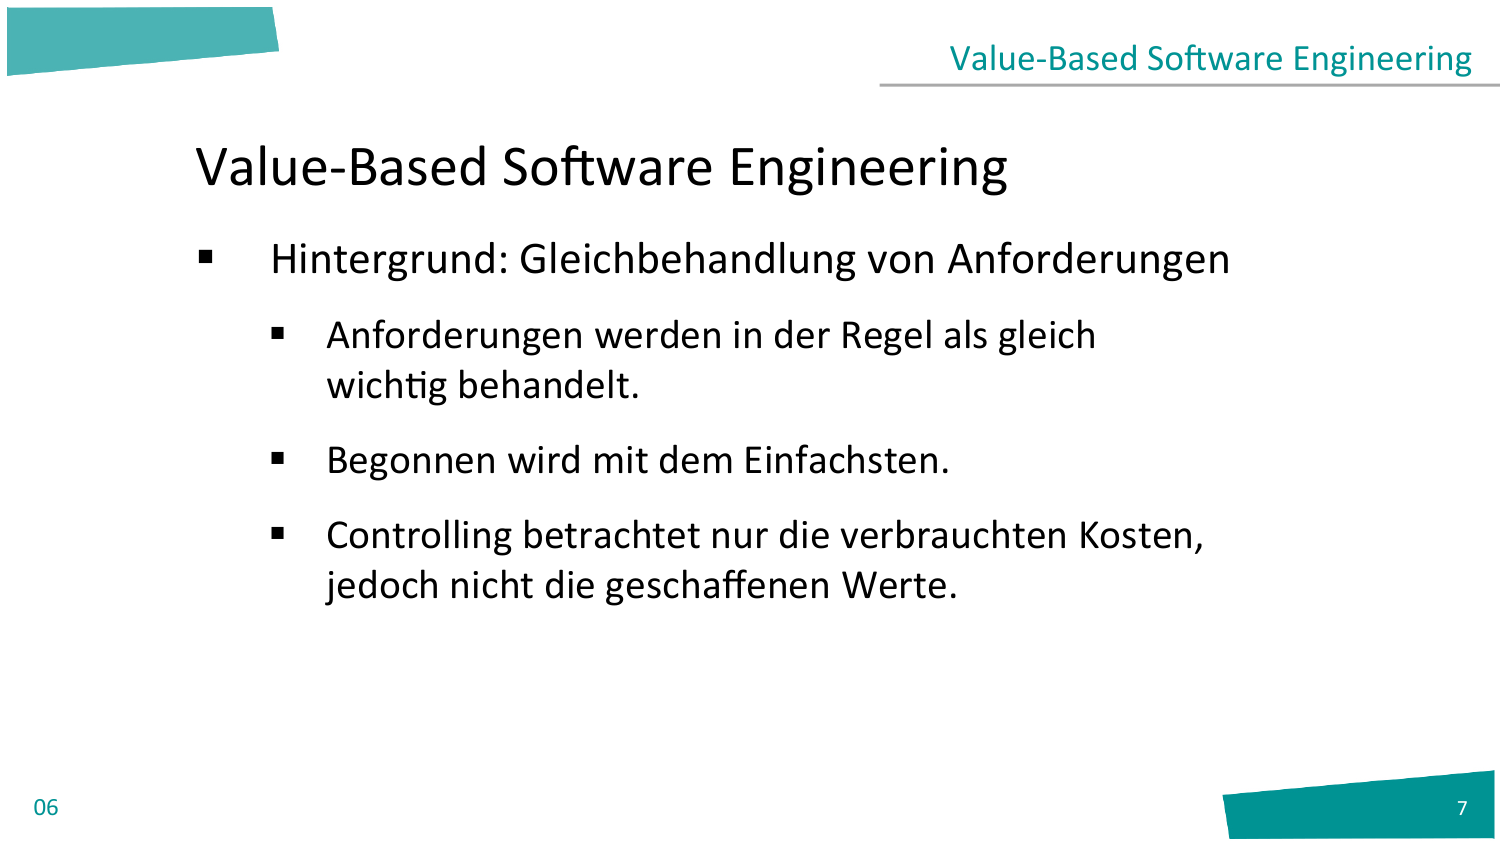 Value-Based Software Engineering
Value-Based Software Engineering
▪ Hintergrund: Gleichbehandlung von Anforderungen
▪ Anforderungen werden in der Regel als gleich
wichtig behandelt.
▪ Begonnen wird mit dem Einfachsten.
▪ Controlling betrachtet nur die verbrauchten Kosten,
jedoch nicht die geschaffenen Werte.
06
7